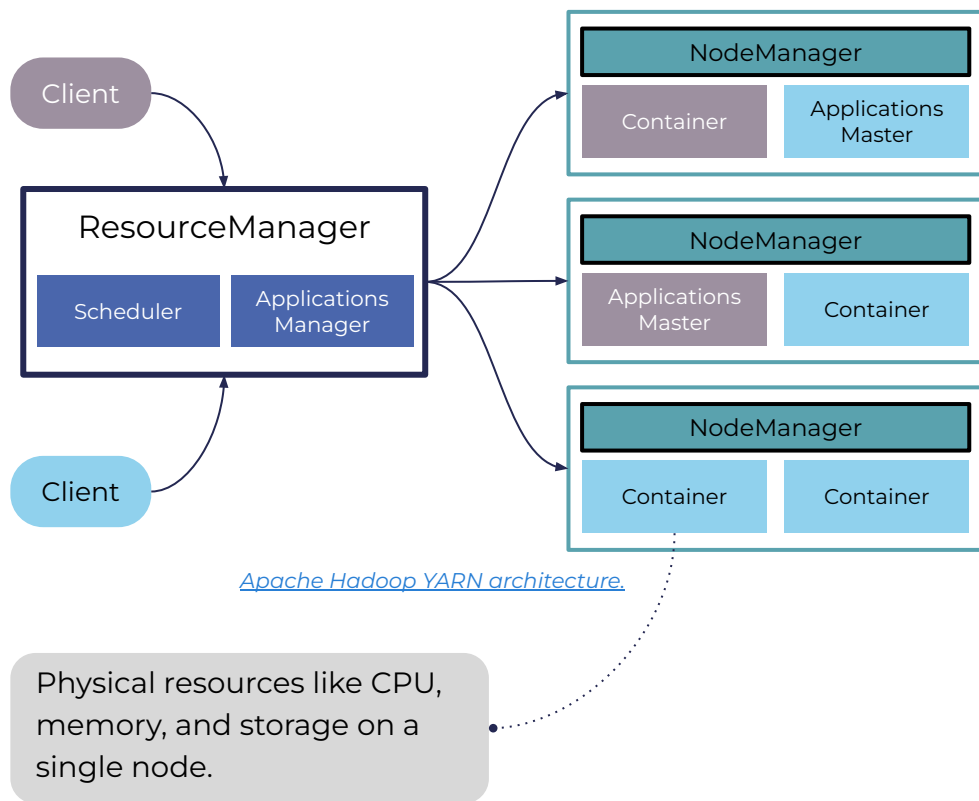 Client
ResourceManager
Scheduler
Applications
Manager
Client
NodeManager
Container
Applications
Master
NodeManager
Applications
Master
Container
NodeManager
Container
Container
Apache Hadoop YARN architecture.
Physical resources like CPU,
memory, and storage on a
single node.